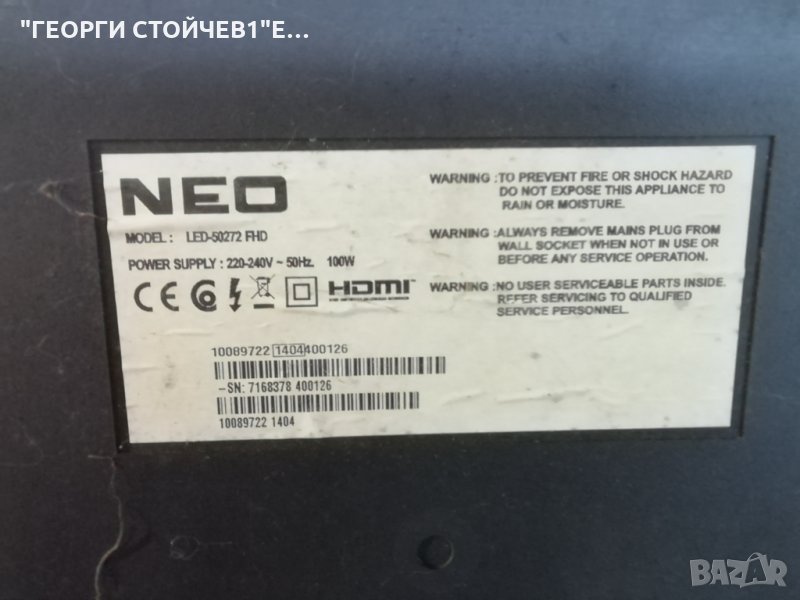 "ГЕОРГИ СТОЙЧЕВ1"Е...
NEO
MODEL : LED-50272 FHD
POWER SUPPLY : 220-240V ~ 50Hz. 100W
CE
HDMI
WARNING :TO PREVENT FIRE OR SHOCK HAZARD
DO NOT EXPOSE THIS APPLIANCE TO
RAIN OR MOISTURE.
WARNING :ALWAYS REMOVE MAINS PLUG FROM
WALL SOCKET WHEN NOT IN USE OR
BEFORE ANY SERVICE OPERATION.
WARNING :NO USER SERVICEABLE PARTS INSIDE.
REFER SERVICING TO QUALIFIED
SERVICE PERSONNEL.
10089722 1404 400126
-SN: 7168378 400126
10089722 1404
BAZAR